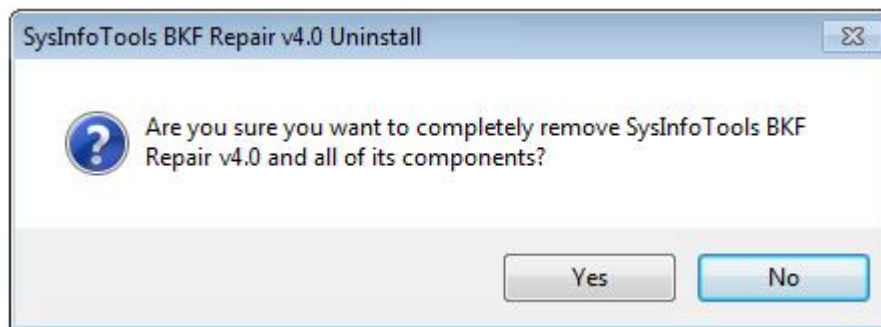 SysInfoTools BKF Repair v4.0 Uninstall
Are you sure you want to completely remove SysInfoTools BKF
Repair v4.0 and all of its components?
Yes
No